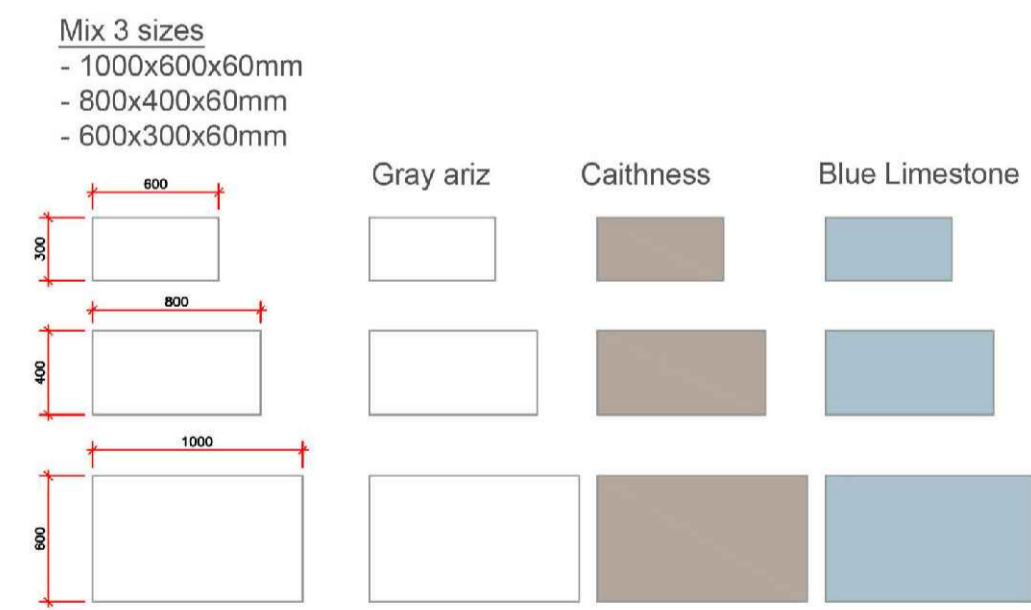 Mix 3 sizes
- 1000x600x60mm
- 800x400x60mm
- 600x300x60mm
Gray ariz
Caithness
Blue Limestone
600
300
800
400
1000
600